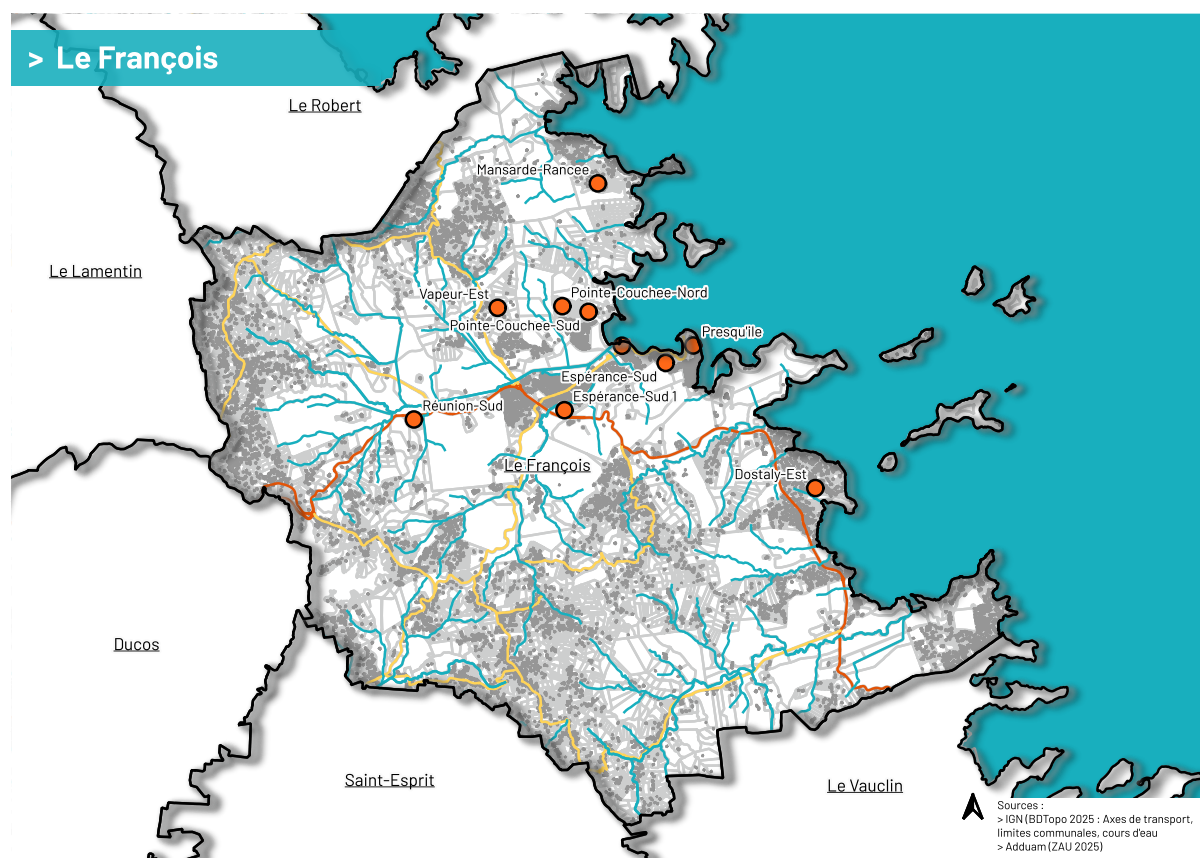 > Le François
Le Robert
Mansarde-Rancee
Le Lamentin
Vapeur-Est
Pointe-Couchee-Nord
Pointe-Couchee-Sud
Presqu'ile
Espérance-Sud
Espérance-Sud 1
Réunion-Sud
Le François
Dostaly-Est
Ducos
Saint-Esprit
Le Vauclin
Sources :
> IGN (BDTopo 2025 : Axes de transport,
limites communales, cours d'eau
> Adduam (ZAU 2025)